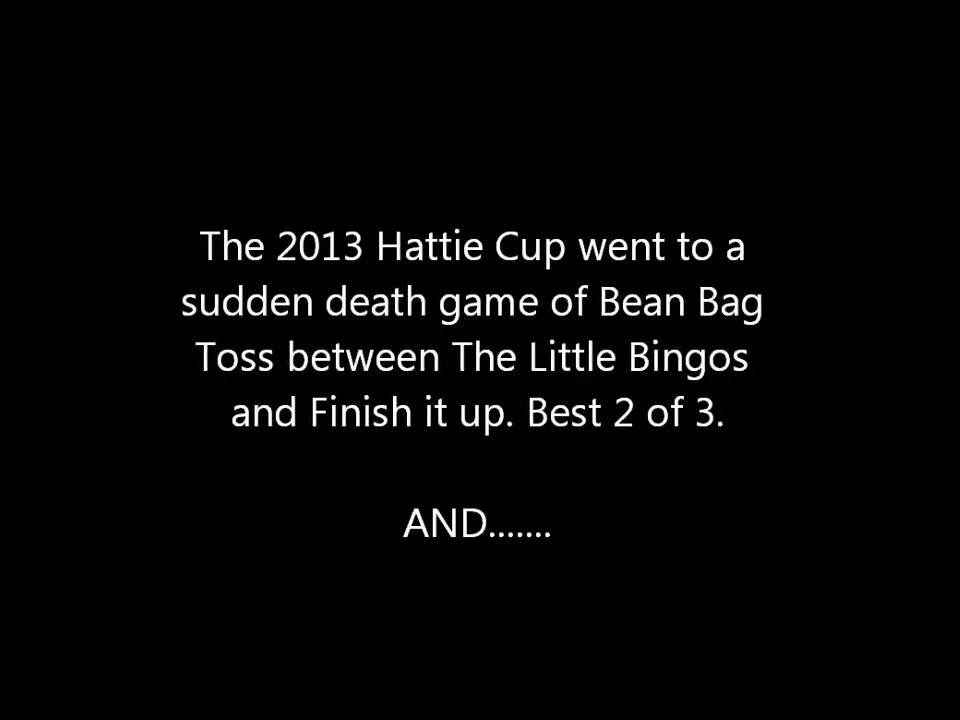 The 2013 Hattie Cup went to a
sudden death game of Bean Bag
Toss between The Little Bingos
and Finish it up. Best 2 of 3.
AND.......